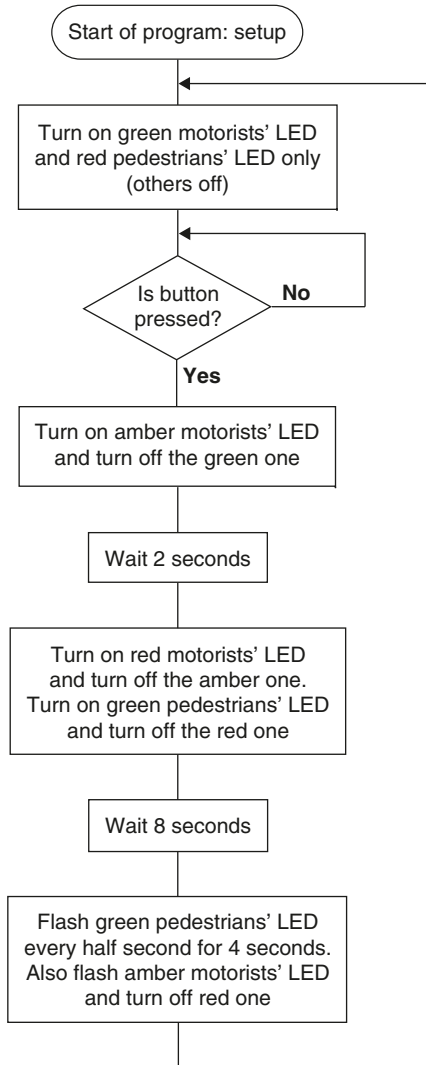 Start of program: setup
Turn on green motorists’ LED
and red pedestrians’ LED only
(others off)
Is button
pressed?
No
Yes
Turn on amber motorists’ LED
and turn off the green one
Wait 2 seconds
Turn on red motorists’ LED
and turn off the amber one.
Turn on green pedestrians’ LED
and turn off the red one
Wait 8 seconds
Flash green pedestrians’ LED
every half second for 4 seconds.
Also flash amber motorists’ LED
and turn off red one